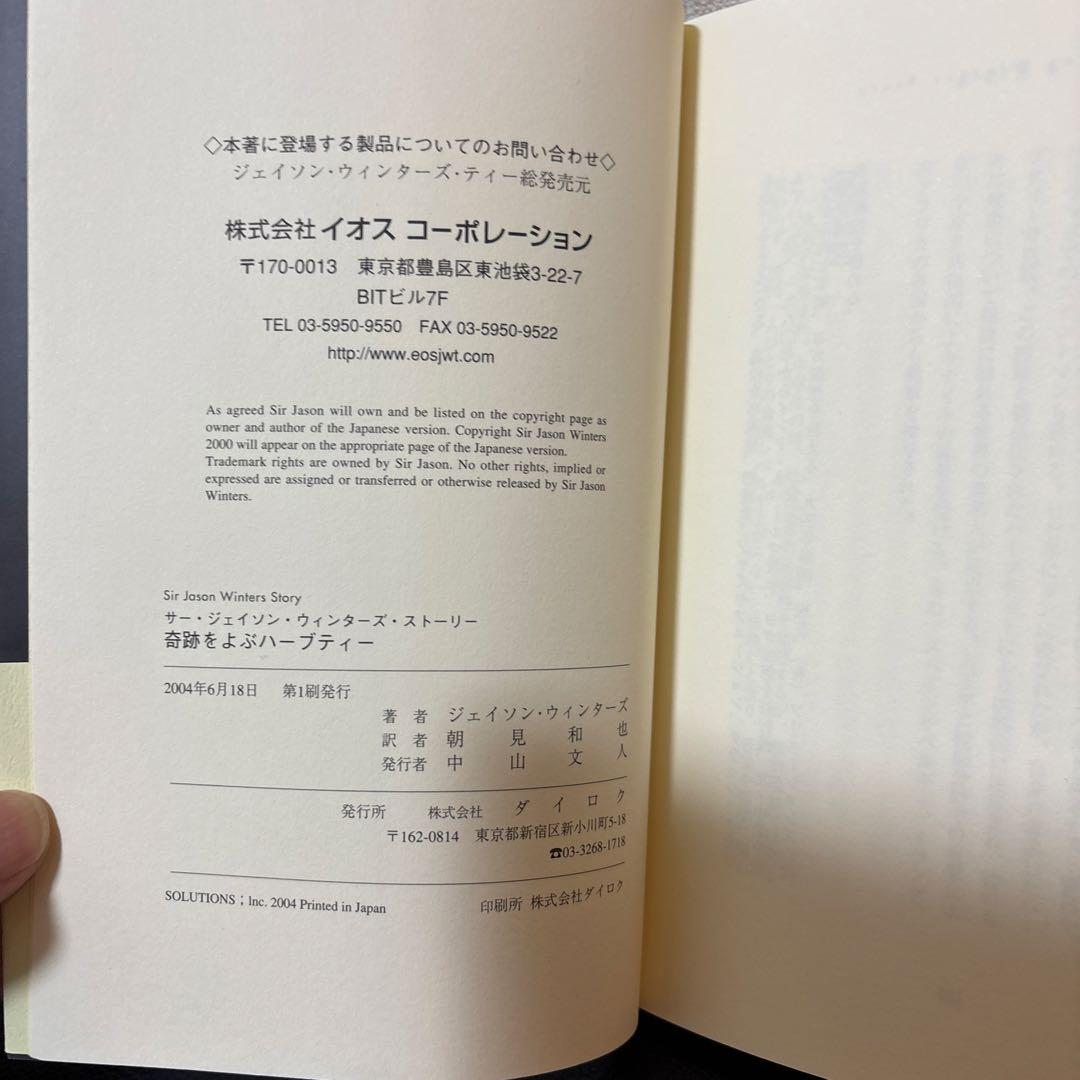 ◇本著に登場する製品についてのお問い合わせ◇
ジェイソン・ウィンターズ・ティー総発売元
株式会社 イオス コーポレーション
〒170-0013　東京都豊島区東池袋3-22-7
BITビル7F
TEL 03-5950-9550　FAX 03-5950-9522
http://www.eosjwt.com
As agreed Sir Jason will own and be listed on the copyright page as
owner and author of the Japanese version. Copyright Sir Jason Winters
2000 will appear on the appropriate page of the Japanese version.
Trademark rights are owned by Sir Jason. No other rights, implied or
expressed are assigned or transferred or otherwise released by Sir Jason
Winters.
Sir Jason Winters Story
サー・ジェイソン・ウィンターズ・ストーリー
奇跡をよぶハーブティー
2004年6月18日　第1刷発行
著　者　ジェイソン・ウィンターズ
訳　者　朝　見　和　也
発行者　中　山　文　人
発行所　株式会社　ダ　イ　ロ　ク
〒162-0814　東京都新宿区新小川町5-18
☎03-3268-1718
SOLUTIONS ; Inc. 2004 Printed in Japan　印刷所 株式会社ダイロク